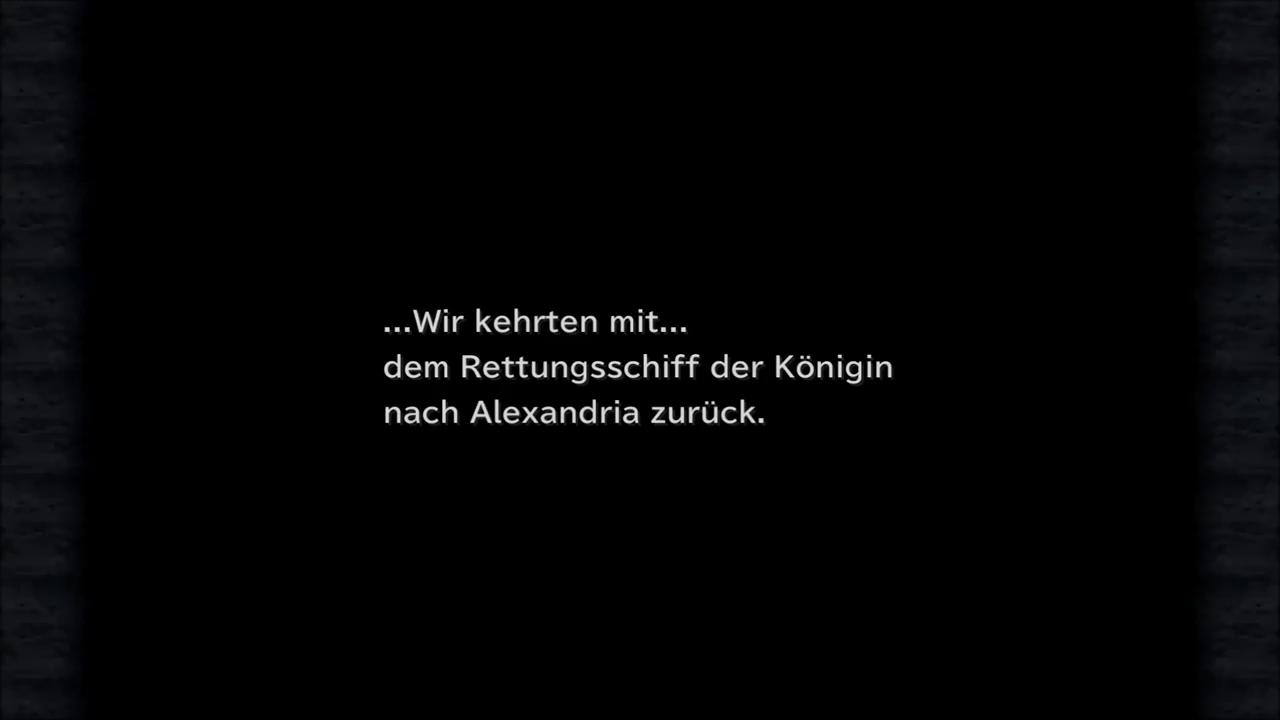 ...Wir kehrten mit...
dem Rettungsschiff der Königin
nach Alexandria zurück.